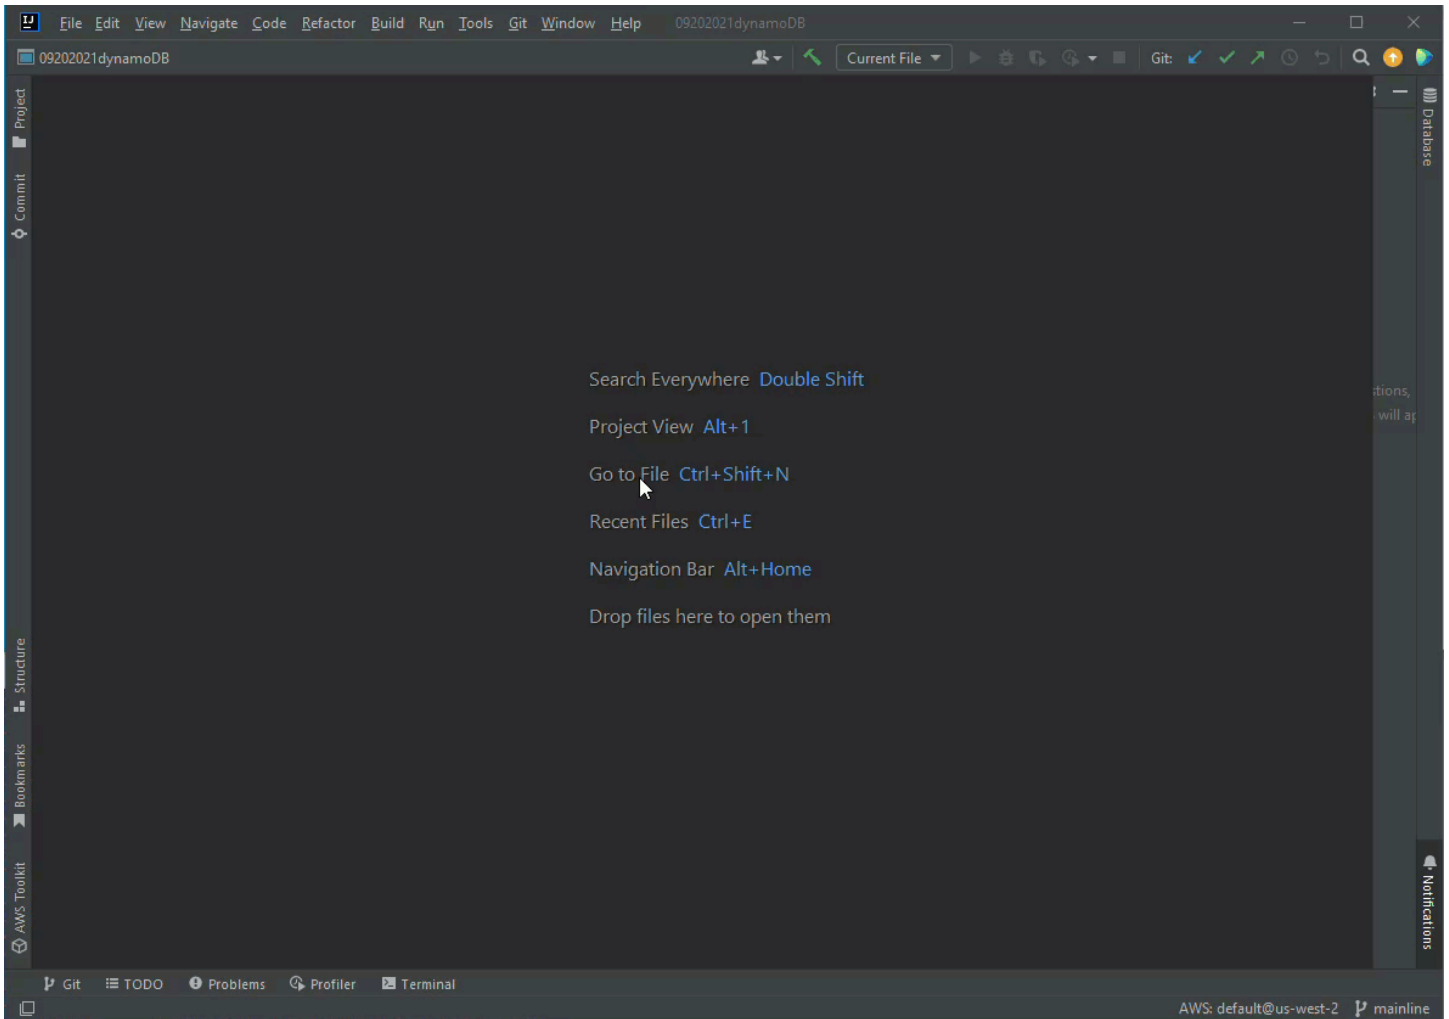 IJ File Edit View Navigate Code Refactor Build Run Tools Git Window Help 09202021dynamoDB
09202021dynamoDB Current File Git:
Project
Commit
Structure
Bookmarks
AWS Toolkit
Search Everywhere Double Shift
Project View Alt+1
Go to File Ctrl+Shift+N
Recent Files Ctrl+E
Navigation Bar Alt+Home
Drop files here to open them
will
Database
Notifications
Git TODO Problems Profiler Terminal
AWS: default@us-west-2 mainline